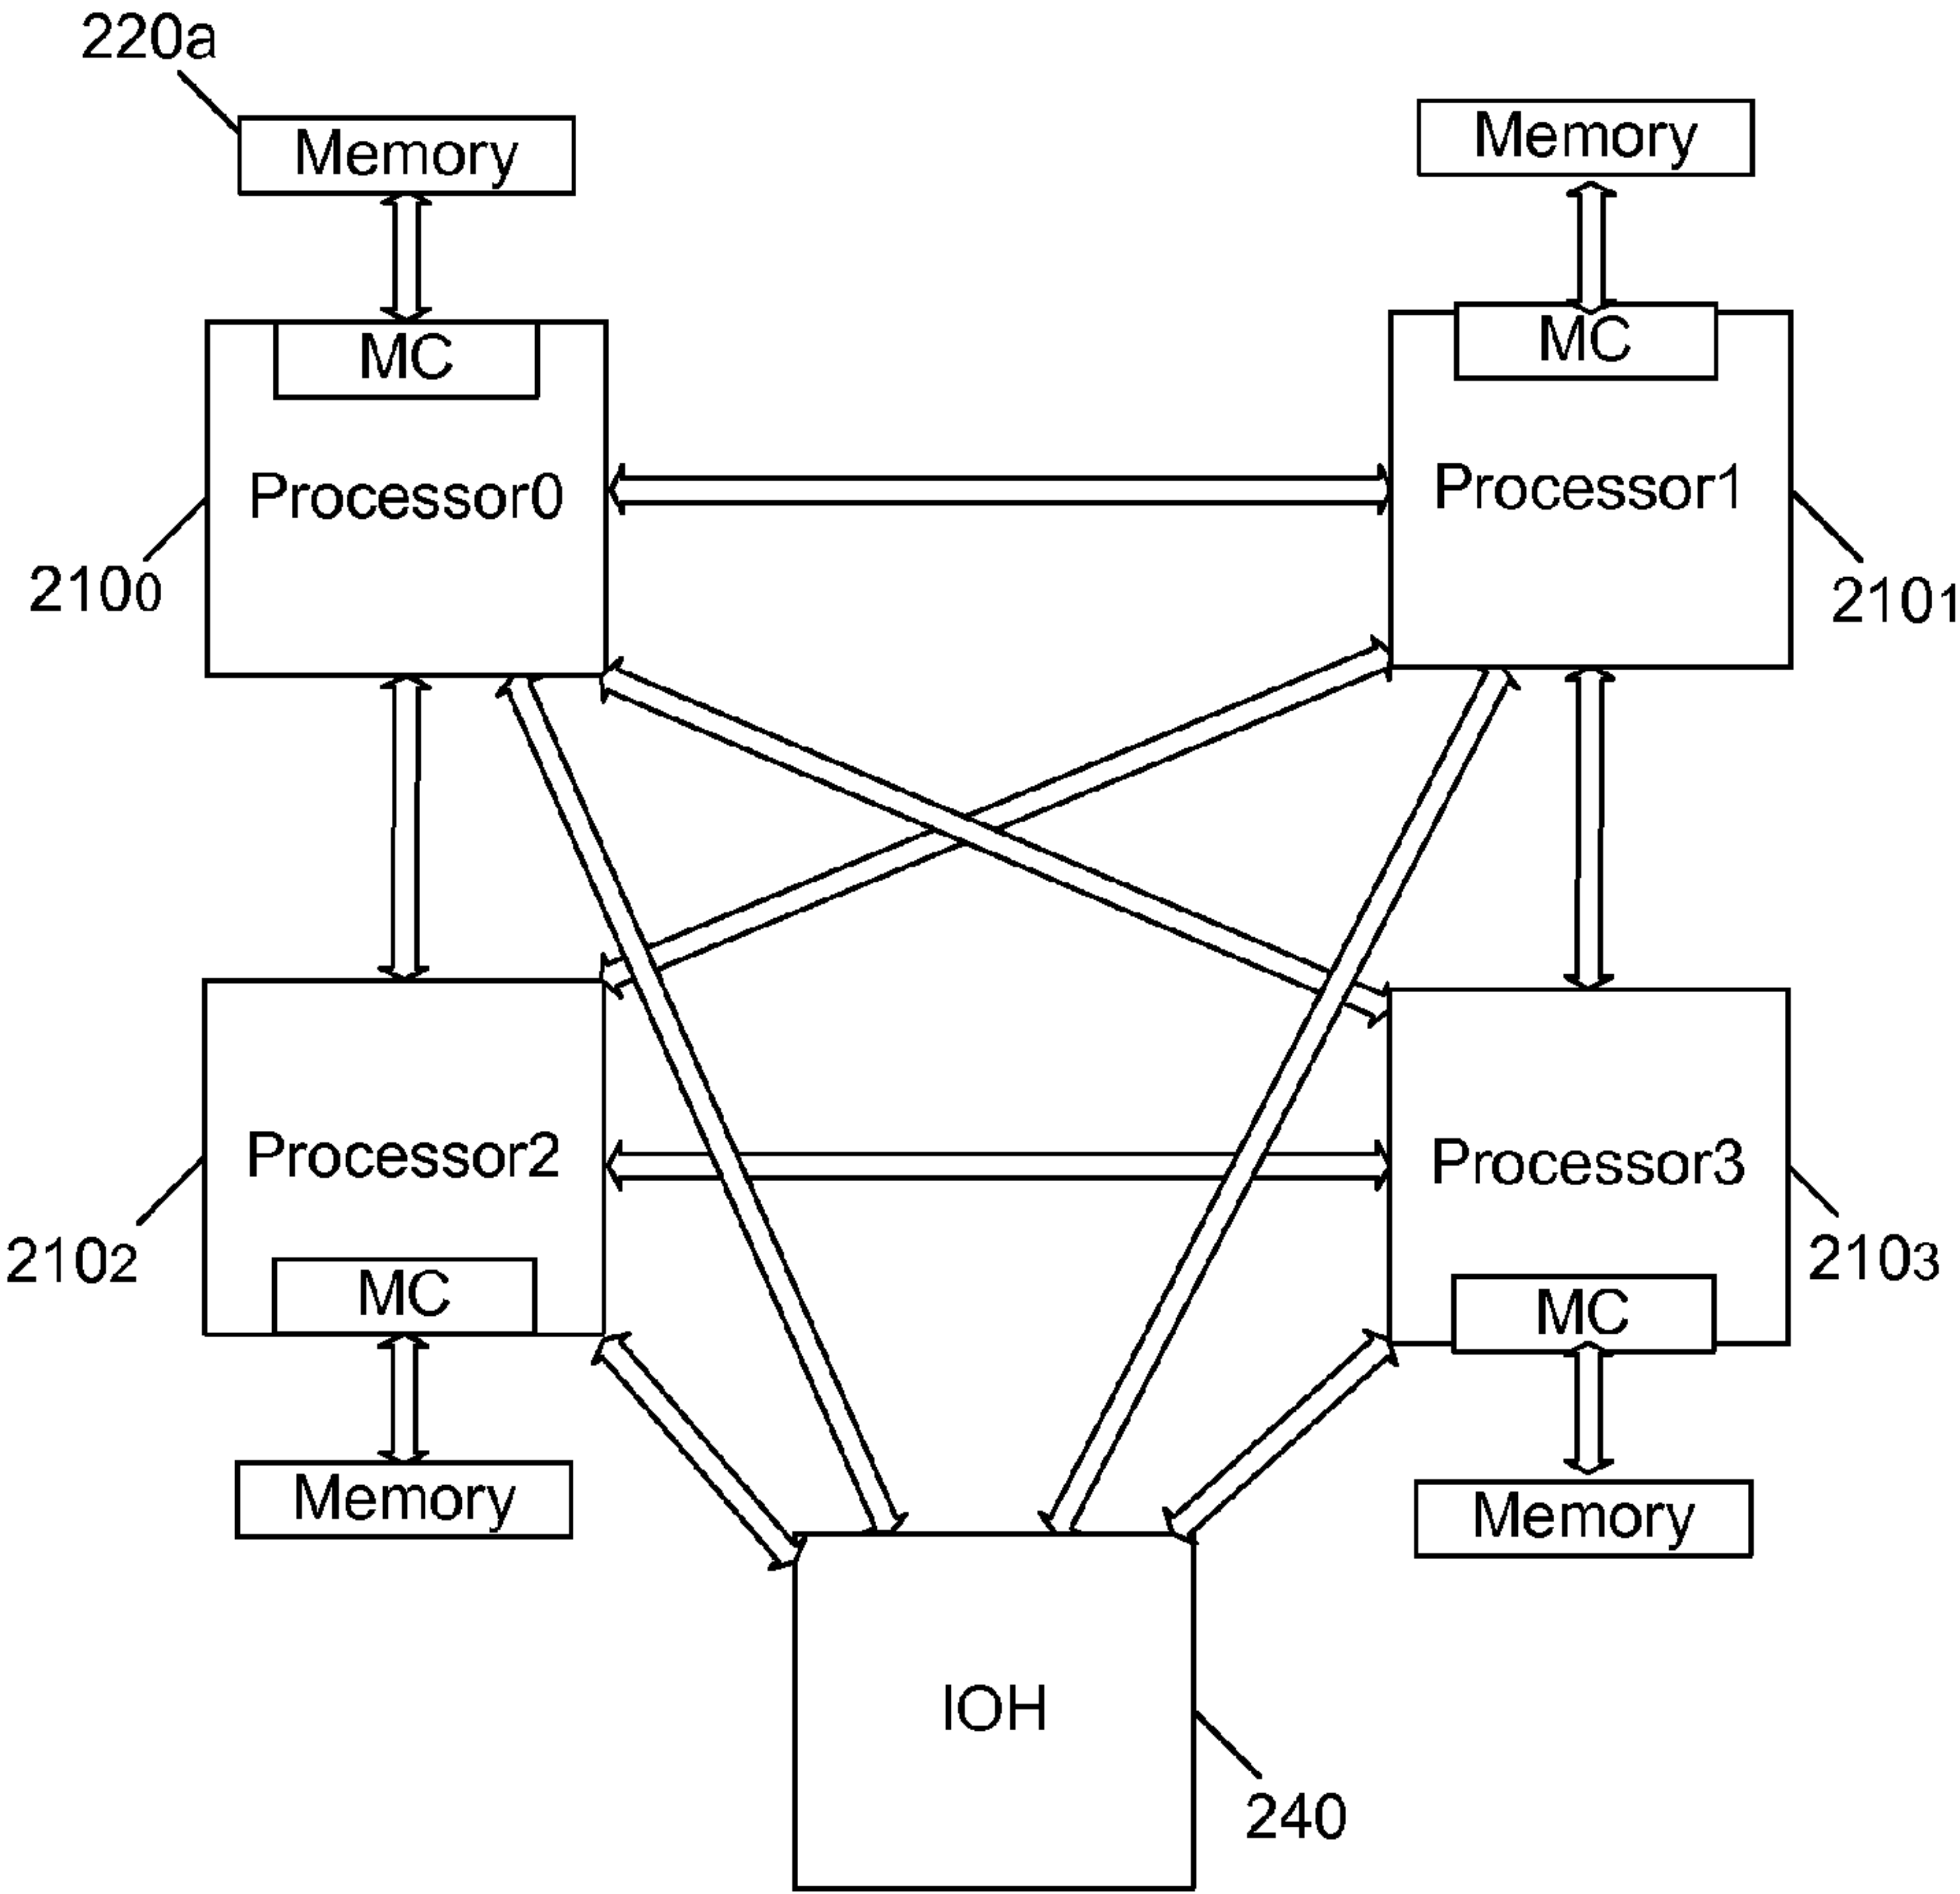 220a
Memory
Memory
MC
MC
Processor0
Processor1
210₀
210₁
Processor2
Processor3
210₂
210₃
MC
MC
Memory
Memory
IOH
240